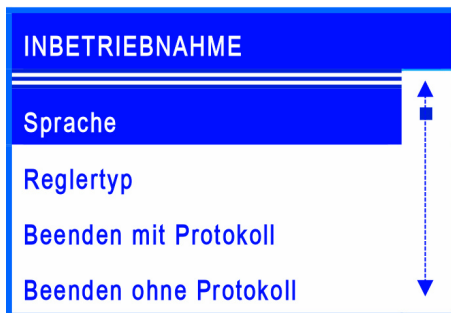 INBETRIEBNAHME
Sprache
Reglertyp
Beenden mit Protokoll
Beenden ohne Protokoll